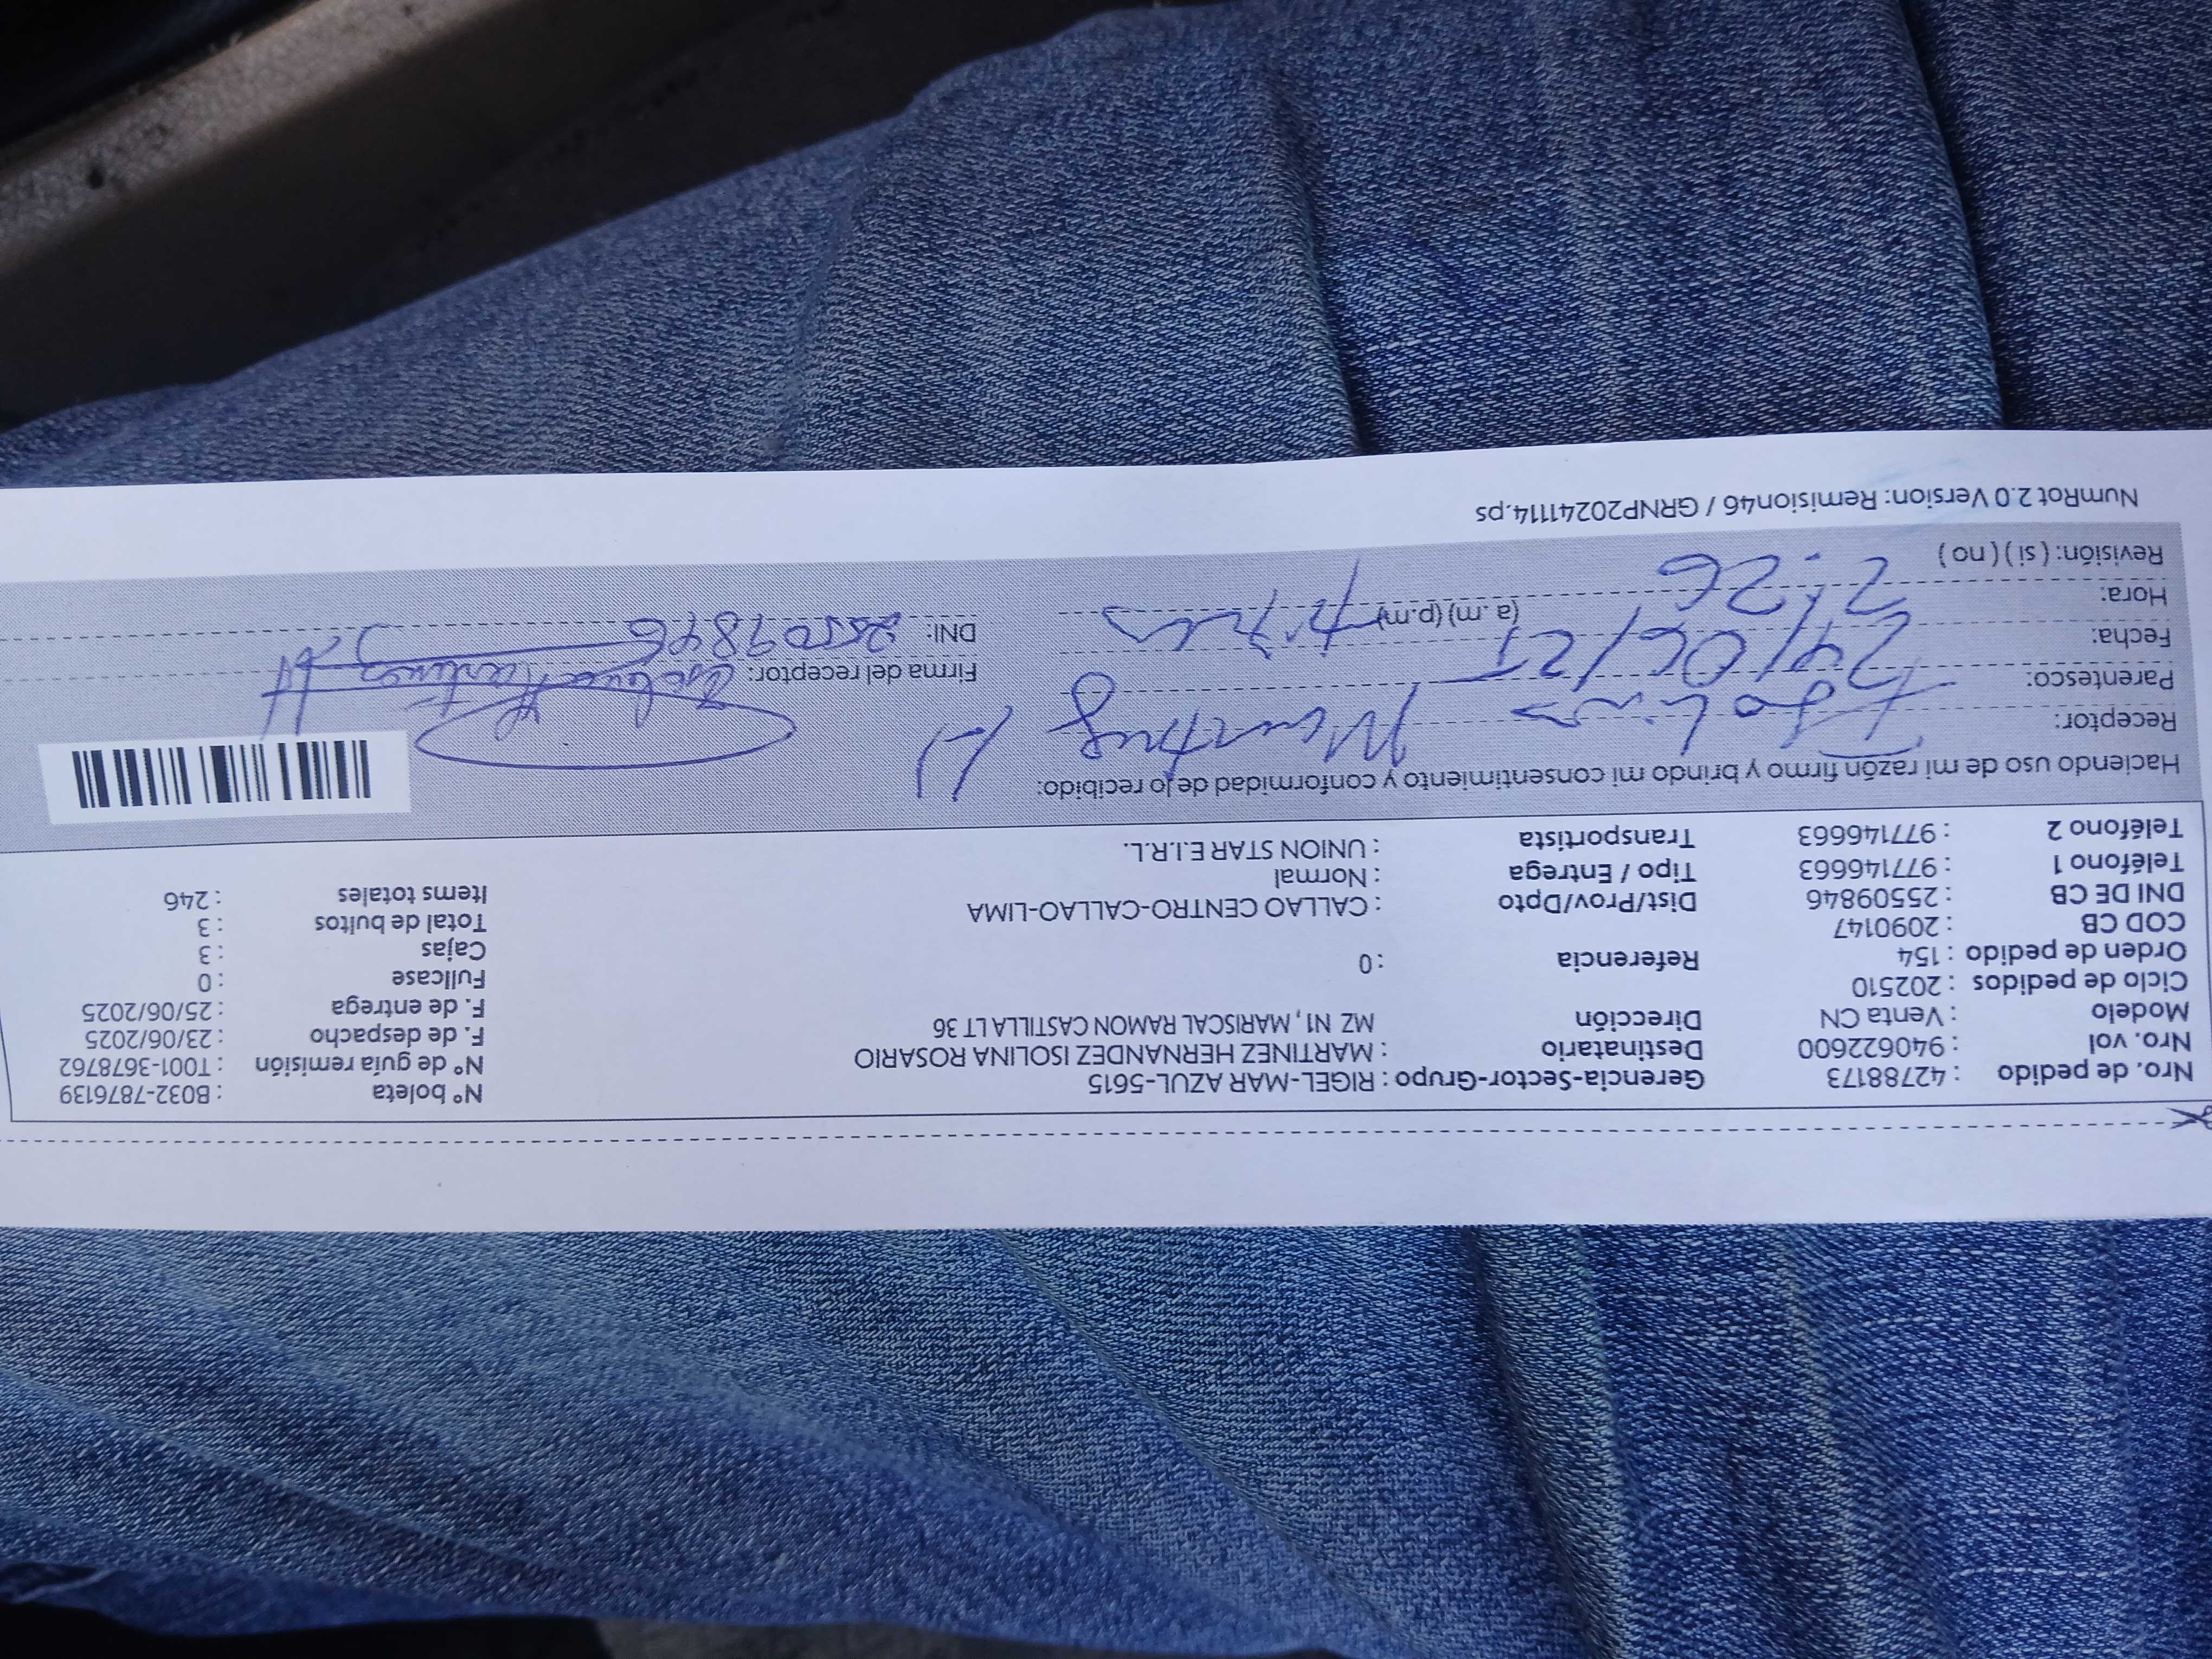 Nro. de pedido : 42788173 Gerencia-Sector-Grupo : RIGEL-MAR AZUL-5615 N° boleta : B032-7876139
Nro. vol : 940622600 Destinatario : MARTINEZ HERNANDEZ ISOLINA ROSARIO N° de guía remisión : T001-3678762
Modelo : Venta CN Dirección MZ N1, MARISCAL RAMON CASTILLA LT 36 F. de despacho : 23/06/2025
Ciclo de pedidos : 202510 F. de entrega : 25/06/2025
Orden de pedido : 154 Referencia : 0 Fullcase : 0
COD CB : 2090147 Cajas : 3
DNI DE CB : 25509846 Dist/Prov/Dpto : CALLAO CENTRO-CALLAO-LIMA Total de bultos : 3
Teléfono 1 : 977146663 Tipo / Entrega : Normal Items totales : 246
Teléfono 2 : 977146663 Transportista : UNION STAR E.I.R.L.
Haciendo uso de mi razón firmo y brindo mi consentimiento y conformidad de lo recibido:
Receptor: Martinez
Parentesco: Firma del receptor:
Fecha: 24/06/25 DNI:
Hora: 2:26 (a. m) (p.m)
Revisión: ( si ) ( no )
NumRot 2.0 Version: Remision46 / GRNP20241114.ps